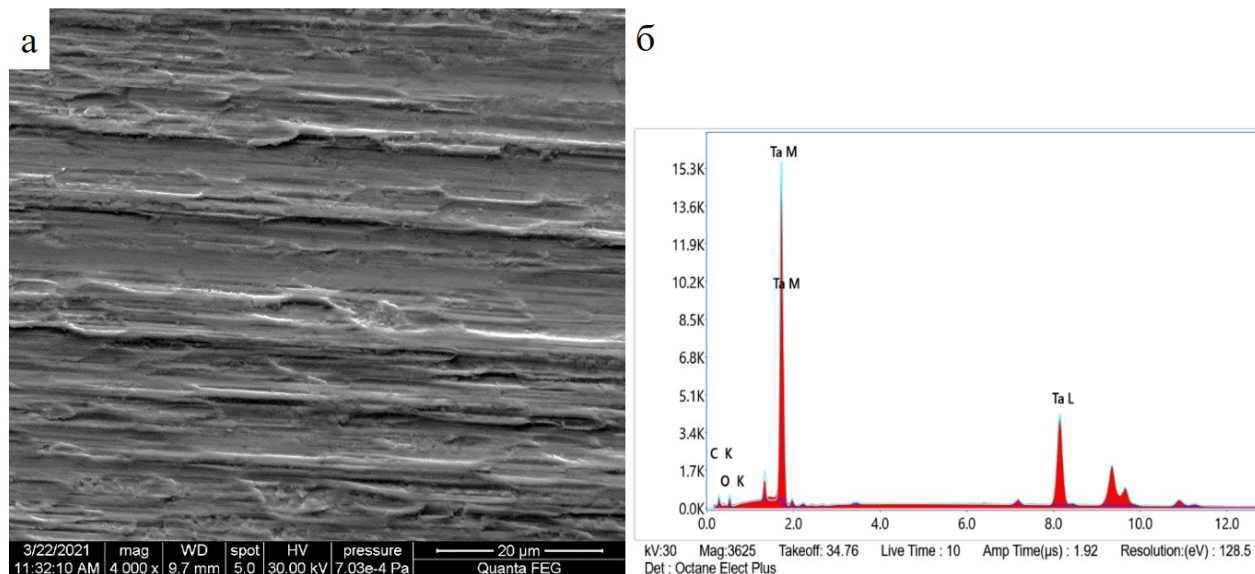 а
3/22/2021 mag WD spot HV pressure 20 µm
11:32:10 AM 4 000 x 9.7 mm 5.0 30.00 kV 7.03e-4 Pa Quanta FEG
б
15.3K
13.6K
11.9K
10.2K
8.5K
6.8K
5.1K
3.4K
1.7K
0.0K
Ta M
Ta M
Ta L
C K
O K
0.0 2.0 4.0 6.0 8.0 10.0 12.0
kV:30 Mag:3625 Takeoff: 34.76 Live Time : 10 Amp Time(µs) : 1.92 Resolution:(eV) : 128.5
Det : Octane Elect Plus